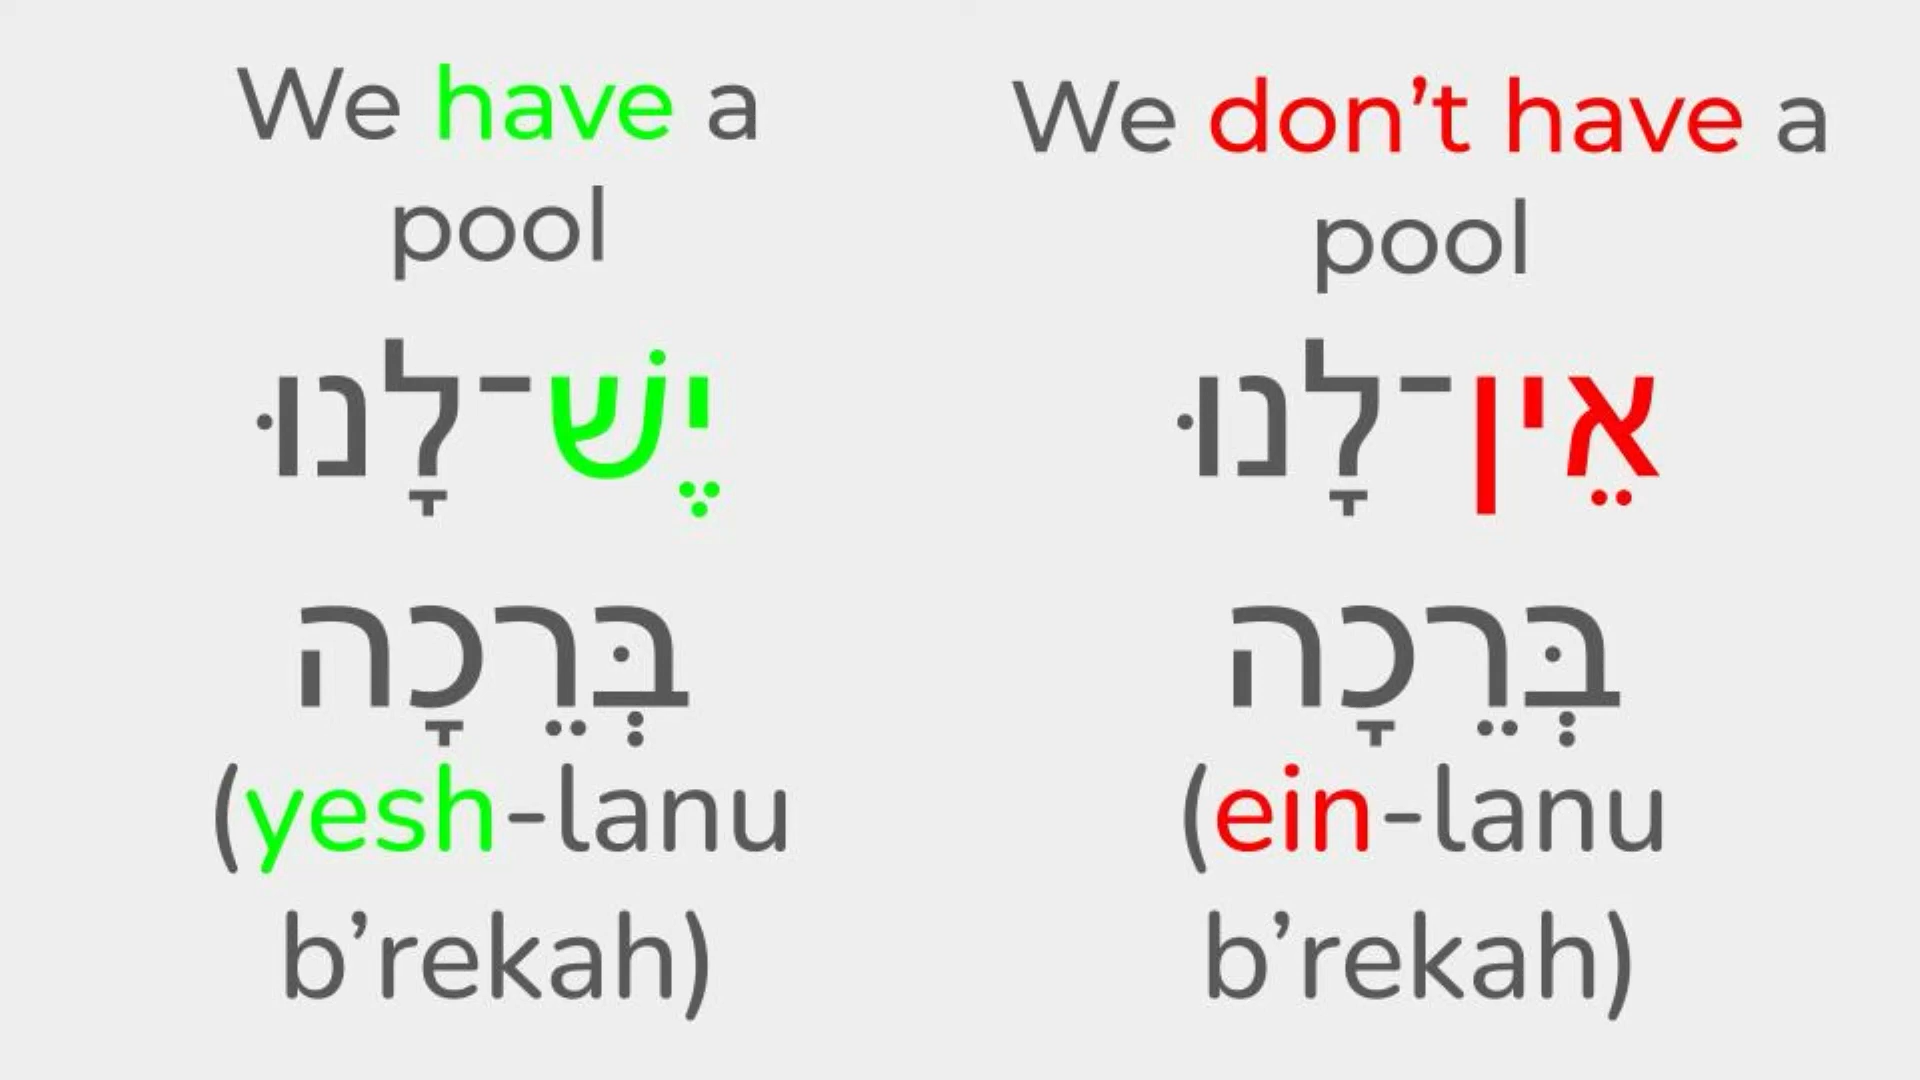 We have a
pool
יֶשׁ־לָנוּ
בְּרֵכָה
(yesh-lanu
b’rekah)
We don’t have a
pool
אֵין־לָנוּ
בְּרֵכָה
(ein-lanu
b’rekah)